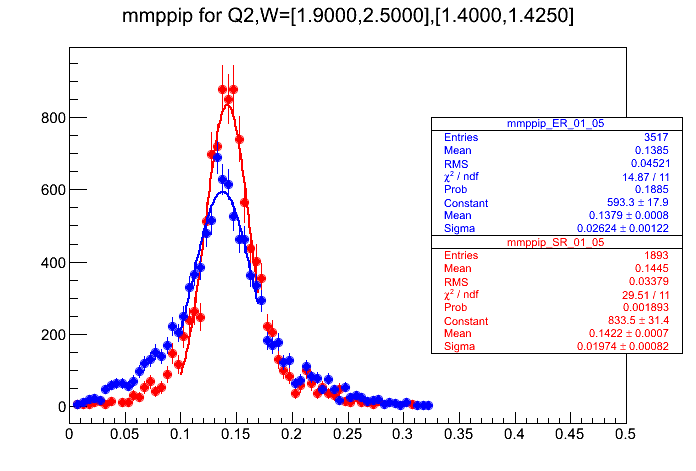 mmppip for Q2,W=[1.9000,2.5000],[1.4000,1.4250]
800
600
400
200
0
0 0.05 0.1 0.15 0.2 0.25 0.3 0.35 0.4 0.45 0.5
mmppip_ER_01_05
Entries 3517
Mean 0.1385
RMS 0.04521
χ² / ndf 14.87 / 11
Prob 0.1885
Constant 593.3 ± 17.9
Mean 0.1379 ± 0.0008
Sigma 0.02624 ± 0.00122
mmppip_SR_01_05
Entries 1893
Mean 0.1445
RMS 0.03379
χ² / ndf 29.51 / 11
Prob 0.001893
Constant 833.5 ± 31.4
Mean 0.1422 ± 0.0007
Sigma 0.01974 ± 0.00082